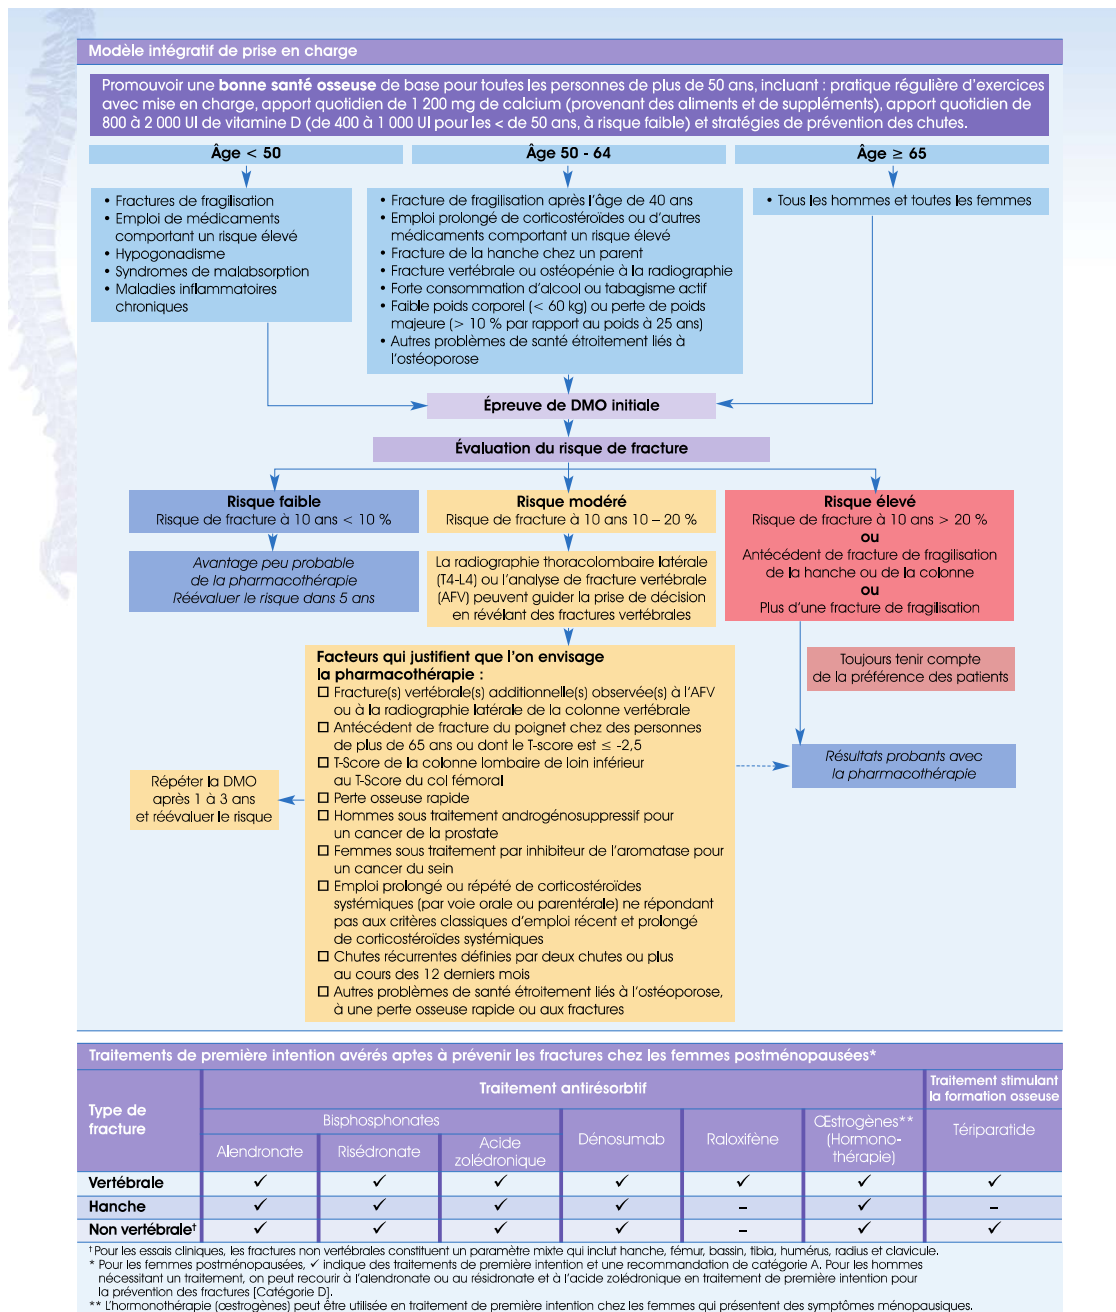 Modèle intégratif de prise en charge
Promouvoir une bonne santé osseuse de base pour toutes les personnes de plus de 50 ans, incluant : pratique régulière d'exercices
avec mise en charge, apport quotidien de 1 200 mg de calcium (provenant des aliments et de suppléments), apport quotidien de
800 à 2 000 UI de vitamine D (de 400 à 1 000 UI pour les < de 50 ans, à risque faible) et stratégies de prévention des chutes.
Âge < 50
• Fractures de fragilisation
• Emploi de médicaments
comportant un risque élevé
• Hypogonadisme
• Syndromes de malabsorption
• Maladies inflammatoires
chroniques
Âge 50 - 64
• Fracture de fragilisation après l'âge de 40 ans
• Emploi prolongé de corticostéroïdes ou d'autres
médicaments comportant un risque élevé
• Fracture de la hanche chez un parent
• Fracture vertébrale ou ostéopénie à la radiographie
• Forte consommation d'alcool ou tabagisme actif
• Faible poids corporel (< 60 kg) ou perte de poids
majeure (> 10 % par rapport au poids à 25 ans)
• Autres problèmes de santé étroitement liés à
l'ostéoporose
Âge ≥ 65
• Tous les hommes et toutes les femmes
Épreuve de DMO initiale
Évaluation du risque de fracture
Risque faible
Risque de fracture à 10 ans < 10 %
Avantage peu probable
de la pharmacothérapie
Réévaluer le risque dans 5 ans
Risque modéré
Risque de fracture à 10 ans 10 – 20 %
La radiographie thoracolombaire latérale
(T4-L4) ou l'analyse de fracture vertébrale
(AFV) peuvent guider la prise de décision
en révélant des fractures vertébrales
Risque élevé
Risque de fracture à 10 ans > 20 %
ou
Antécédent de fracture de fragilisation
de la hanche ou de la colonne
ou
Plus d'une fracture de fragilisation
Toujours tenir compte
de la préférence des patients
Facteurs qui justifient que l'on envisage
la pharmacothérapie :
☐ Fracture(s) vertébrale(s) additionnelle(s) observée(s) à l'AFV
ou à la radiographie latérale de la colonne vertébrale
☐ Antécédent de fracture du poignet chez des personnes
de plus de 65 ans ou dont le T-score est ≤ -2,5
☐ T-Score de la colonne lombaire de loin inférieur
au T-Score du col fémoral
☐ Perte osseuse rapide
☐ Hommes sous traitement androgénosuppressif pour
un cancer de la prostate
☐ Femmes sous traitement par inhibiteur de l'aromatase pour
un cancer du sein
☐ Emploi prolongé ou répété de corticostéroïdes
systémiques (par voie orale ou parentérale) ne répondant
pas aux critères classiques d'emploi récent et prolongé
de corticostéroïdes systémiques
☐ Chutes récurrentes définies par deux chutes ou plus
au cours des 12 derniers mois
☐ Autres problèmes de santé étroitement liés à l'ostéoporose,
à une perte osseuse rapide ou aux fractures
Répéter la DMO
après 1 à 3 ans
et réévaluer le risque
Résultats probants avec
la pharmacothérapie
Traitements de première intention avérés aptes à prévenir les fractures chez les femmes postménopausées*
Type de
fracture
Traitement antirésorbtif
Traitement stimulant
la formation osseuse
Bisphosphonates
Alendronate
Risédronate
Acide
zolédronique
Dénosumab
Raloxifène
Œstrogènes**
(Hormono-
thérapie)
Tériparatide
Vertébrale ✓ ✓ ✓ ✓ ✓ ✓ ✓
Hanche ✓ ✓ ✓ ✓ – ✓ –
Non vertébrale† ✓ ✓ ✓ ✓ – ✓ ✓
† Pour les essais cliniques, les fractures non vertébrales constituent un paramètre mixte qui inclut hanche, fémur, bassin, tibia, humérus, radius et clavicule.
* Pour les femmes postménopausées, ✓ indique des traitements de première intention et une recommandation de catégorie A. Pour les hommes
nécessitant un traitement, on peut recourir à l'alendronate ou au résidronate et à l'acide zolédronique en traitement de première intention pour
la prévention des fractures [Catégorie D].
** L'hormonothérapie (œstrogènes) peut être utilisée en traitement de première intention chez les femmes qui présentent des symptômes ménopausiques.